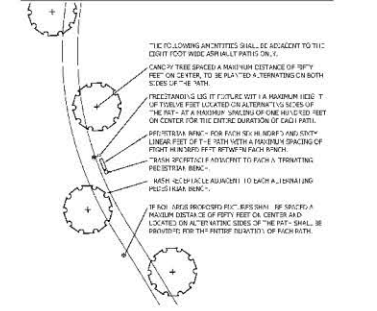 THE FOLLOWING AMENITIES SHALL BE ADJACENT TO THE
EIGHT FOOT WIDE ASPHALT PATHS ONLY.
CANOPY TREE SPACED A MAXIMUM DISTANCE OF FIFTY
FEET ON CENTER, TO BE PLANTED ALTERNATING ON BOTH
SIDES OF THE PATH.
FREESTANDING LIGHT FIXTURE WITH A MAXIMUM HEIGHT
OF TWELVE FEET LOCATED ON ALTERNATING SIDES OF
THE PATH AT A MAXIMUM SPACING OF ONE HUNDRED FEET
ON CENTER FOR THE ENTIRE DURATION OF EACH PATH.
PEDESTRIAN BENCH FOR EACH SIX HUNDRED AND SIXTY
LINEAR FEET OF THE PATH WITH A MAXIMUM SPACING OF
EIGHT HUNDRED FEET BETWEEN EACH BENCH.
TRASH RECEPTACLE ADJACENT TO EACH ALTERNATING
PEDESTRIAN BENCH.
TRASH RECEPTACLE ADJACENT TO EACH ALTERNATING
PEDESTRIAN BENCH.
IF BOLLARDS PROPOSED FIXTURES SHALL BE SPACED A
MAXIUM DISTANCE OF FIFTY FEET ON CENTER AND
LOCATED ON ALTERNATING SIDES OF THE PATH SHALL BE
PROVIDED FOR THE ENTIRE DURATION OF EACH PATH.